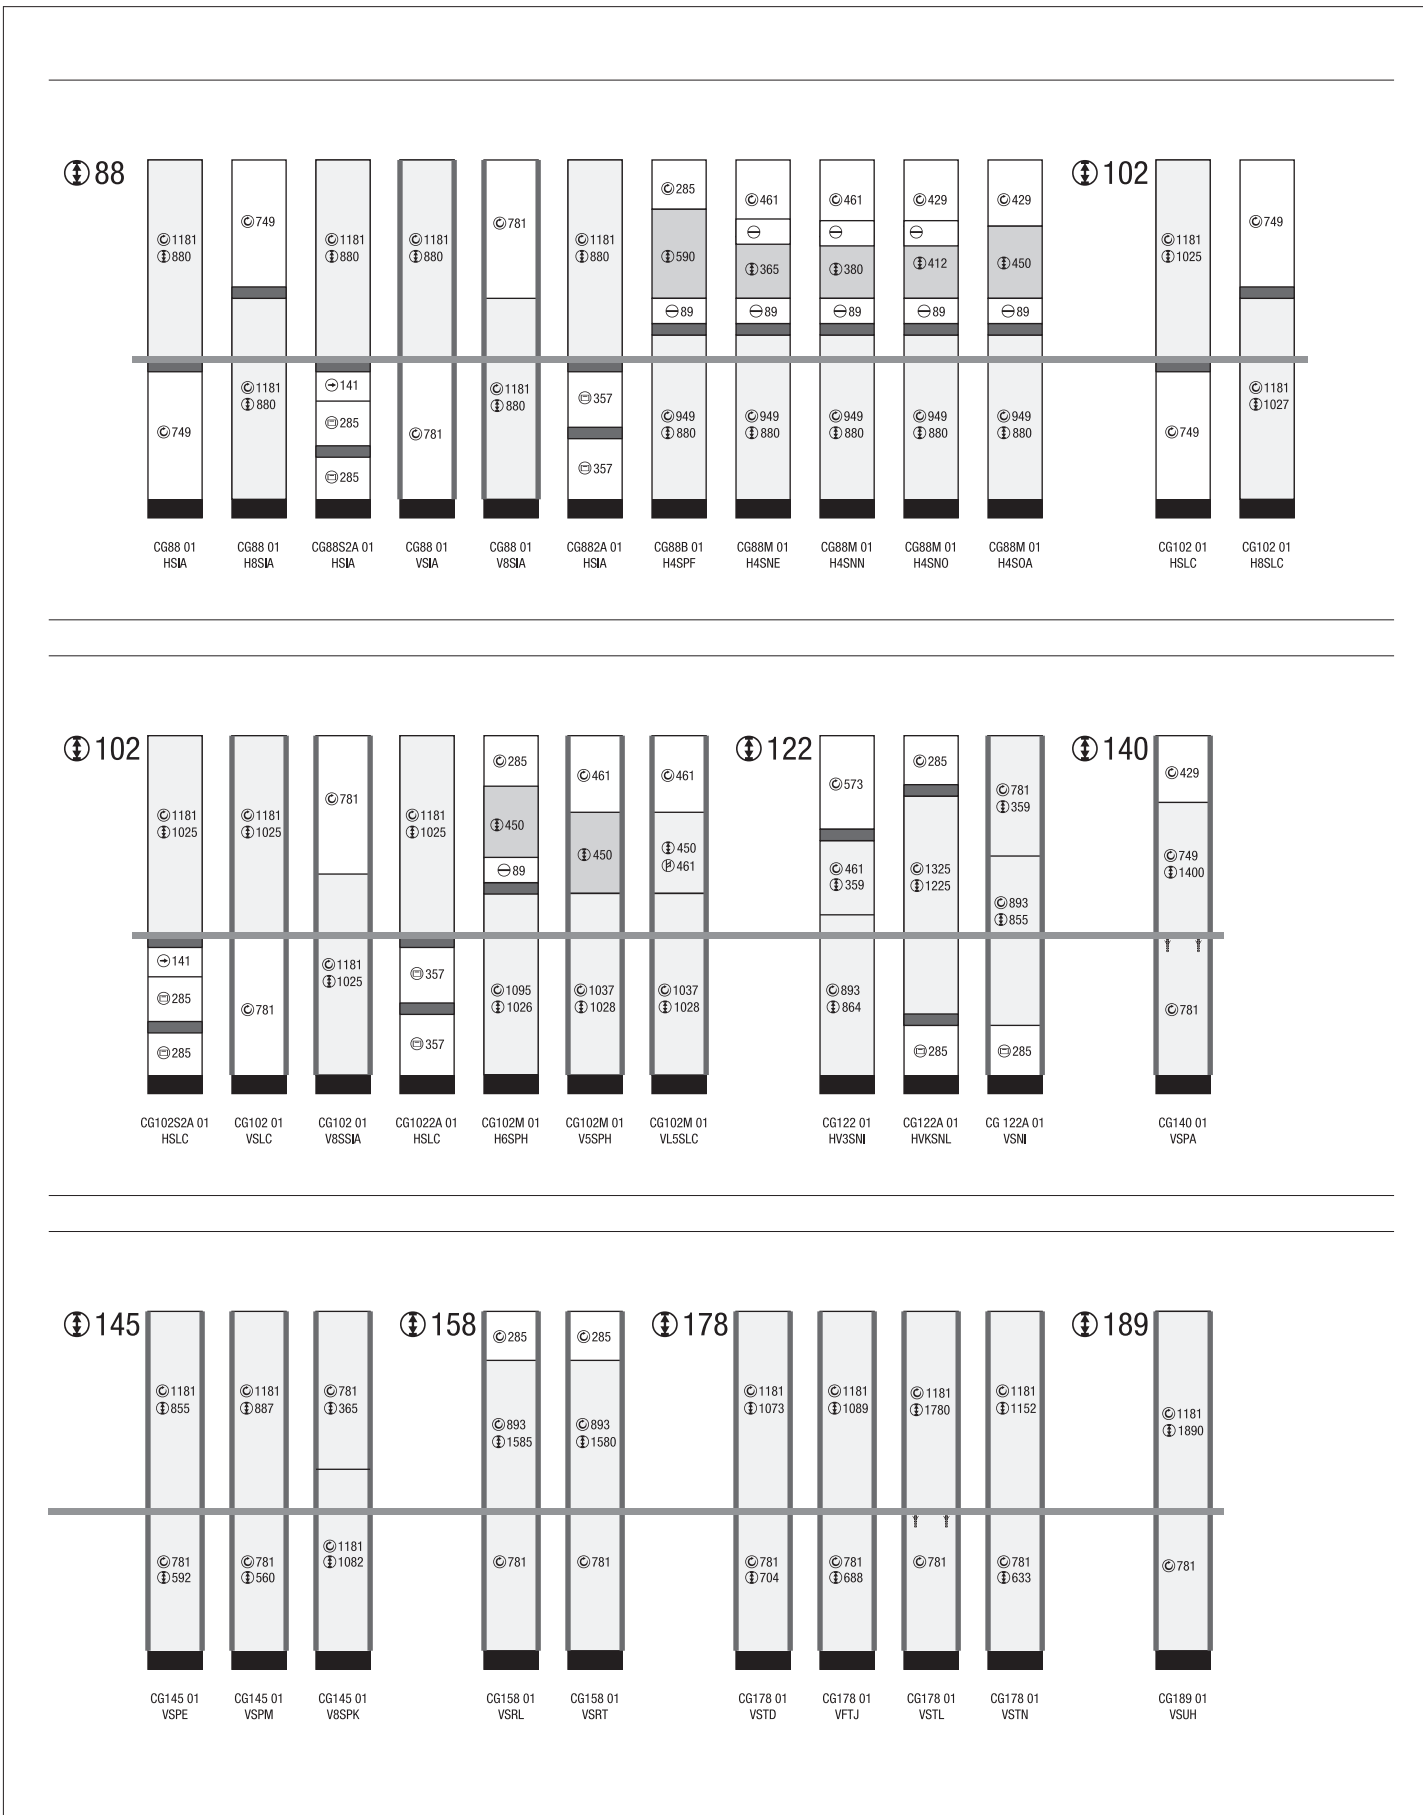 88
1181
880
749
CG88 01
HSIA
749
1181
880
CG88 01
H8SIA
1181
880
141
285
285
CG88S2A 01
HSIA
1181
880
781
CG88 01
VSIA
781
1181
880
CG88 01
V8SIA
1181
880
357
357
CG882A 01
HSIA
285
590
89
949
880
CG88B 01
H4SPF
461
365
89
949
880
CG88M 01
H4SNE
461
380
89
949
880
CG88M 01
H4SNN
429
412
89
949
880
CG88M 01
H4SNO
429
450
89
949
880
CG88M 01
H4SOA
102
1181
1025
749
CG102 01
HSLC
749
1181
1027
CG102 01
H8SLC
102
1181
1025
141
285
285
CG102S2A 01
HSLC
1181
1025
781
CG102 01
VSLC
781
1181
1025
CG102 01
V8SSIA
1181
1025
357
357
CG1022A 01
HSLC
285
450
89
1095
1026
CG102M 01
H6SPH
461
450
1037
1028
CG102M 01
V5SPH
461
450
461
1037
1028
CG102M 01
VL5SLC
122
573
461
359
893
864
CG122 01
HV3SNI
285
1325
1225
285
CG122A 01
HVKSNL
781
359
893
855
285
CG 122A 01
VSNI
140
429
749
1400
781
CG140 01
VSPA
145
1181
855
781
592
CG145 01
VSPE
1181
887
781
560
CG145 01
VSPM
781
365
1181
1082
CG145 01
V8SPK
158
285
893
1585
781
CG158 01
VSRL
285
893
1580
781
CG158 01
VSRT
178
1181
1073
781
704
CG178 01
VSTD
1181
1089
781
688
CG178 01
VFTJ
1181
1780
781
CG178 01
VSTL
1181
1152
781
633
CG178 01
VSTN
189
1181
1890
781
CG189 01
VSUH